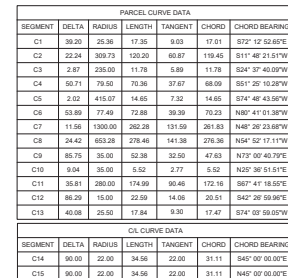 PARCEL CURVE DATA
SEGMENT DELTA RADIUS LENGTH TANGENT CHORD CHORD BEARING
C1 39.20 25.36 17.35 9.03 17.01 S72° 12' 52.65"E
C2 22.24 309.73 120.20 60.87 119.45 S11° 48' 21.51"W
C3 2.87 235.00 11.78 5.89 11.78 S24° 37' 40.09"W
C4 50.71 79.50 70.36 37.67 68.09 S51° 25' 10.28"W
C5 2.02 415.07 14.65 7.32 14.65 S74° 48' 43.56"W
C6 53.89 77.49 72.88 39.39 70.23 N80° 41' 01.38"W
C7 11.56 1300.00 262.28 131.59 261.83 N48° 26' 23.68"W
C8 24.42 653.28 278.46 141.38 276.36 N54° 52' 17.11"W
C9 85.75 35.00 52.38 32.50 47.63 N73° 00' 40.79"E
C10 9.04 35.00 5.52 2.77 5.52 N25° 36' 51.51"E
C11 35.81 280.00 174.99 90.46 172.16 S67° 41' 18.55"E
C12 86.29 15.00 22.59 14.06 20.51 S42° 26' 59.96"E
C13 40.08 25.50 17.84 9.30 17.47 S74° 03' 59.05"W
C/L CURVE DATA
SEGMENT DELTA RADIUS LENGTH TANGENT CHORD CHORD BEARING
C14 90.00 22.00 34.56 22.00 31.11 S45° 00' 00.00"E
C15 90.00 22.00 34.56 22.00 31.11 N45° 00' 00.00"E